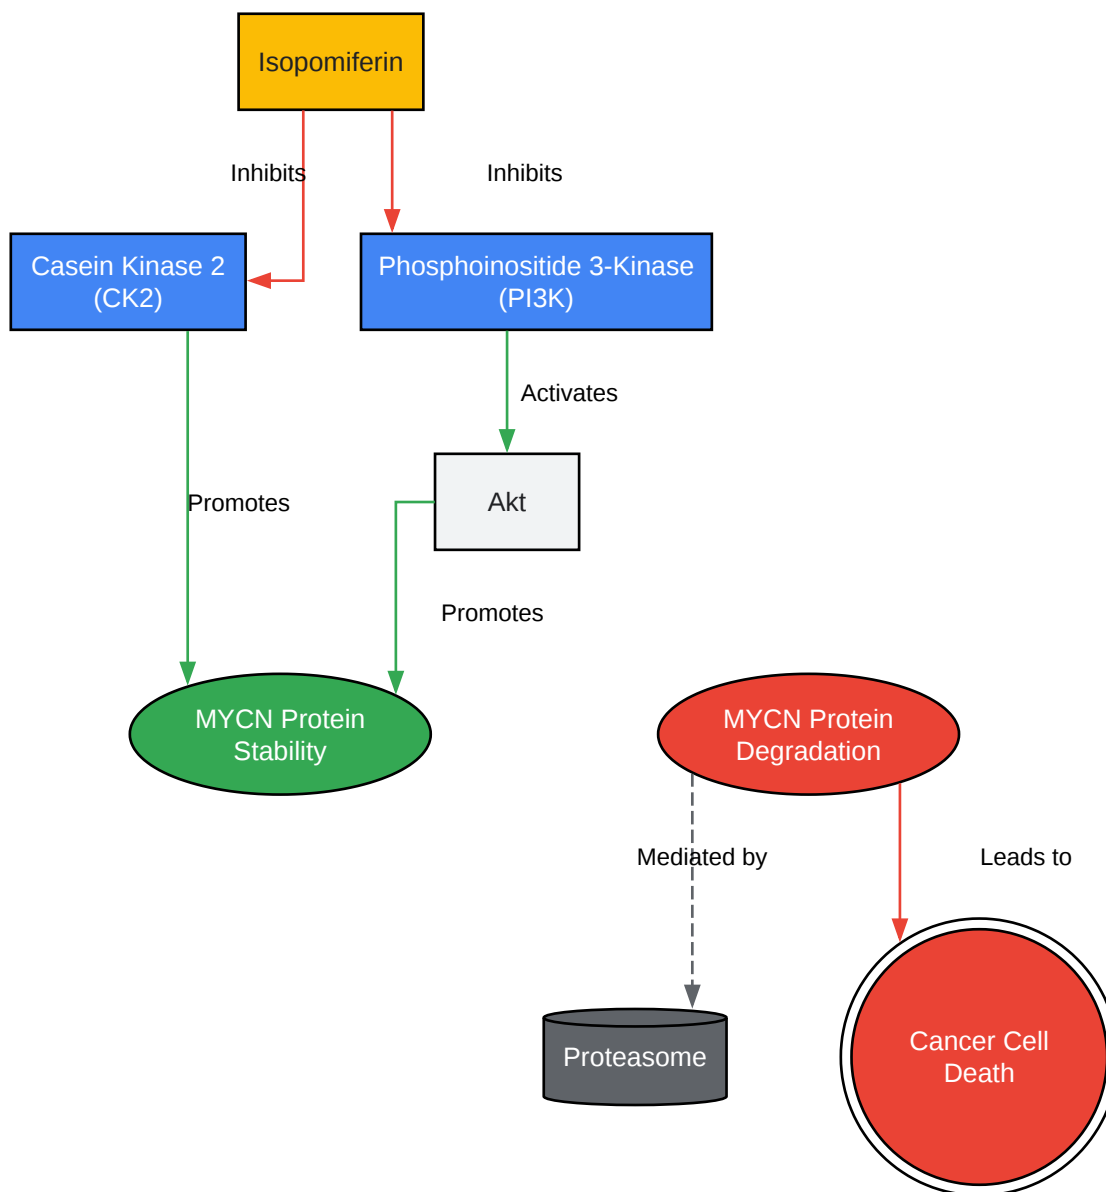 Isopomiferin
Inhibits
Inhibits
Casein Kinase 2
(CK2)
Phosphoinositide 3-Kinase
(PI3K)
Activates
Akt
Promotes
Promotes
MYCN Protein
Stability
MYCN Protein
Degradation
Mediated by
Leads to
Proteasome
Cancer Cell
Death